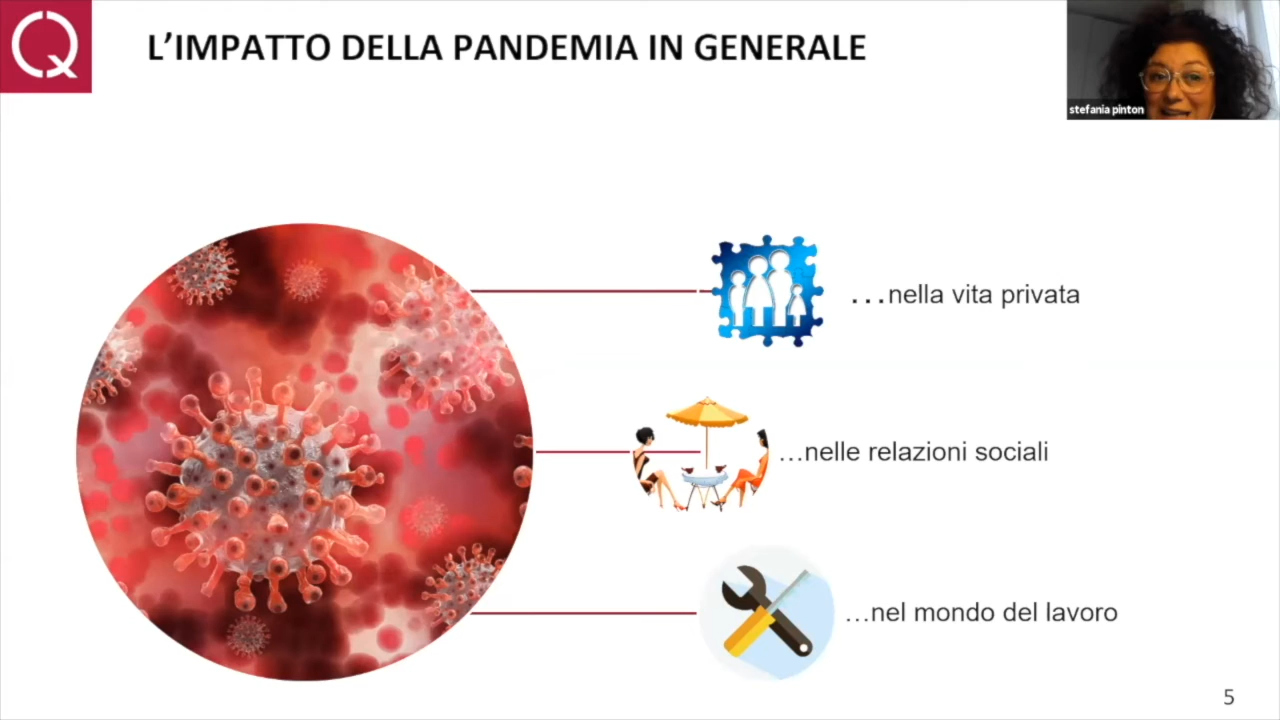 L'IMPATTO DELLA PANDEMIA IN GENERALE
stefania pinton
...nella vita privata
...nelle relazioni sociali
...nel mondo del lavoro
5